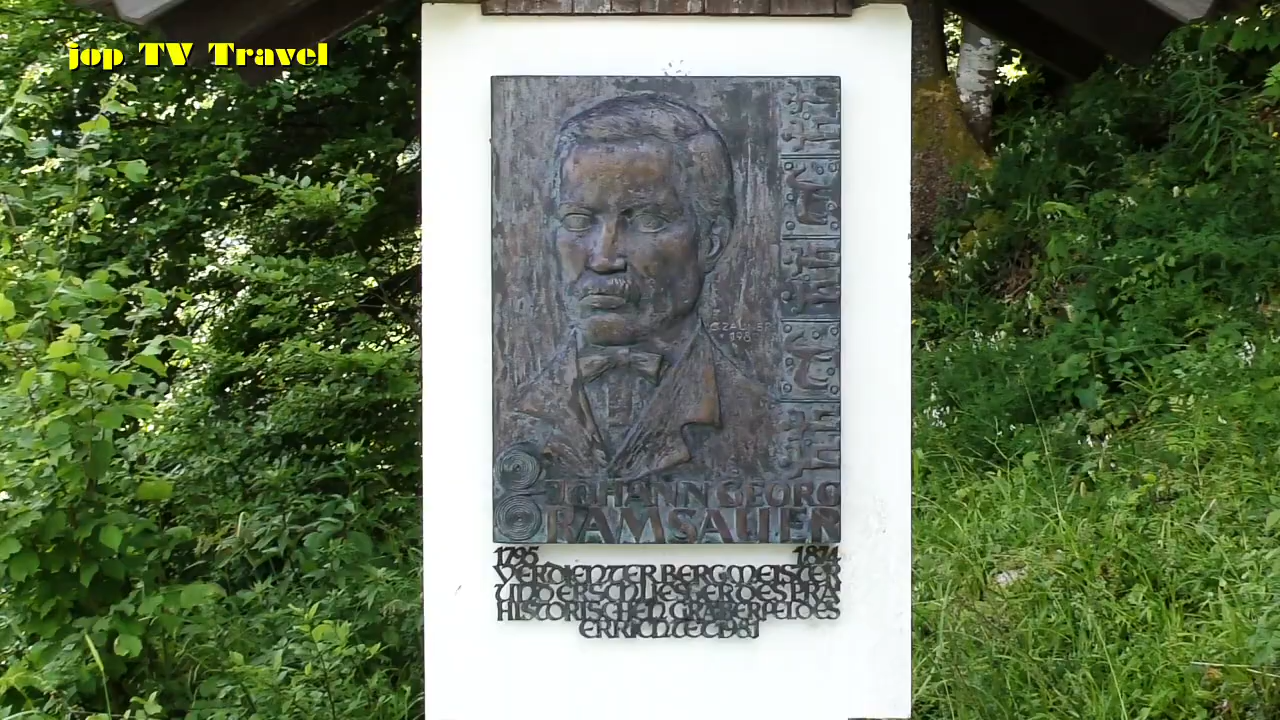 jop TV Travel
JOHANN GEORG
RAMSAUER
1795 1874
VERDIENTER BERGMEISTER
UND ERSCHLIESSER DES PRÄ
HISTORISCHEN GRÄBERFELDES
ERRICHTET 1981